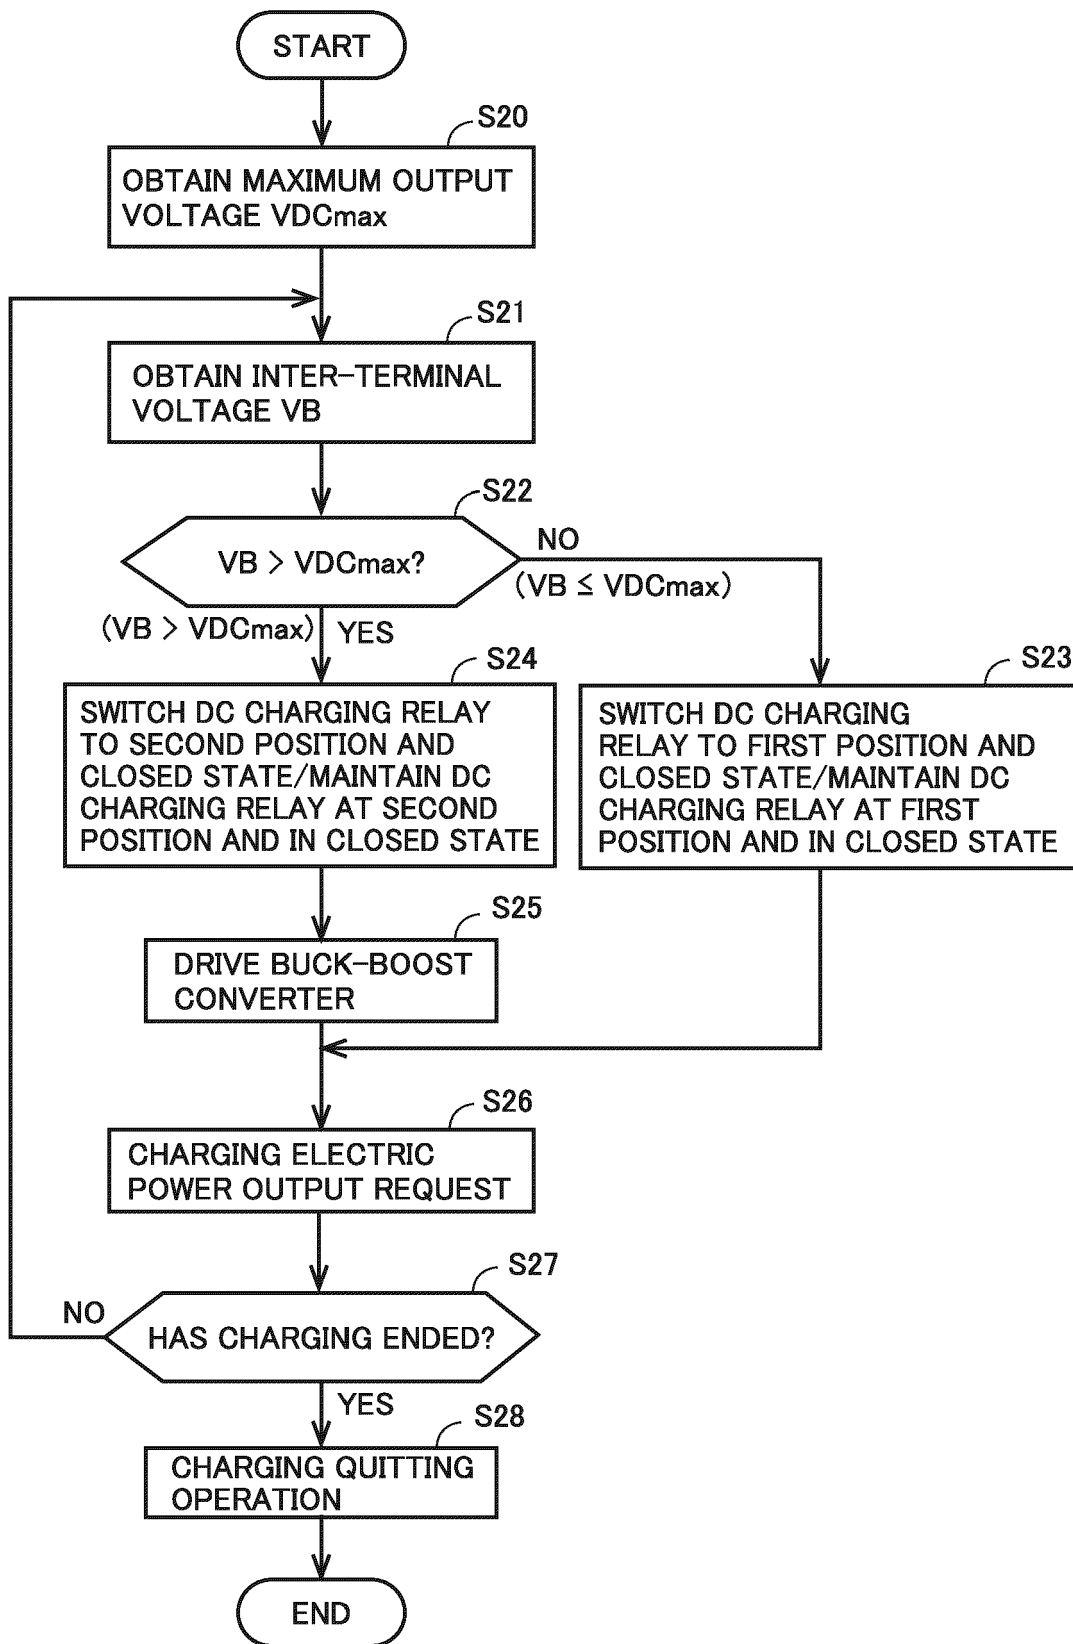 START
S20
OBTAIN MAXIMUM OUTPUT
VOLTAGE VDCmax
S21
OBTAIN INTER-TERMINAL
VOLTAGE VB
S22
VB > VDCmax?
NO
(VB ≤ VDCmax)
(VB > VDCmax)
YES
S24
SWITCH DC CHARGING RELAY
TO SECOND POSITION AND
CLOSED STATE/MAINTAIN DC
CHARGING RELAY AT SECOND
POSITION AND IN CLOSED STATE
S23
SWITCH DC CHARGING
RELAY TO FIRST POSITION AND
CLOSED STATE/MAINTAIN DC
CHARGING RELAY AT FIRST
POSITION AND IN CLOSED STATE
S25
DRIVE BUCK-BOOST
CONVERTER
S26
CHARGING ELECTRIC
POWER OUTPUT REQUEST
S27
NO
HAS CHARGING ENDED?
YES
S28
CHARGING QUITTING
OPERATION
END